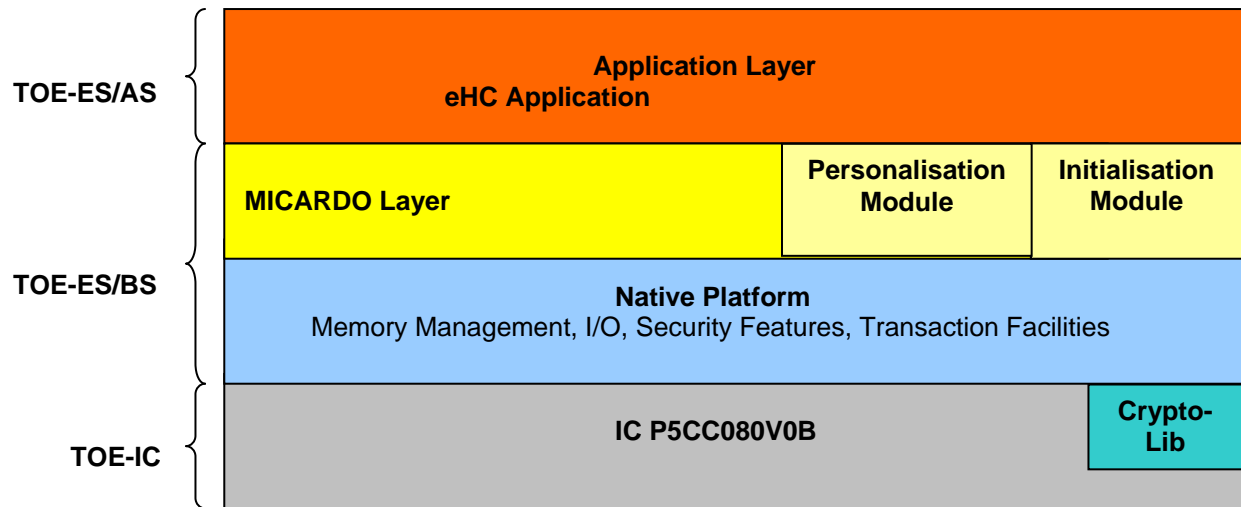 TOE-ES/AS
Application Layer
eHC Application
TOE-ES/BS
MICARDO Layer
Personalisation
Module
Initialisation
Module
Native Platform
Memory Management, I/O, Security Features, Transaction Facilities
TOE-IC
IC P5CC080V0B
Crypto-
Lib